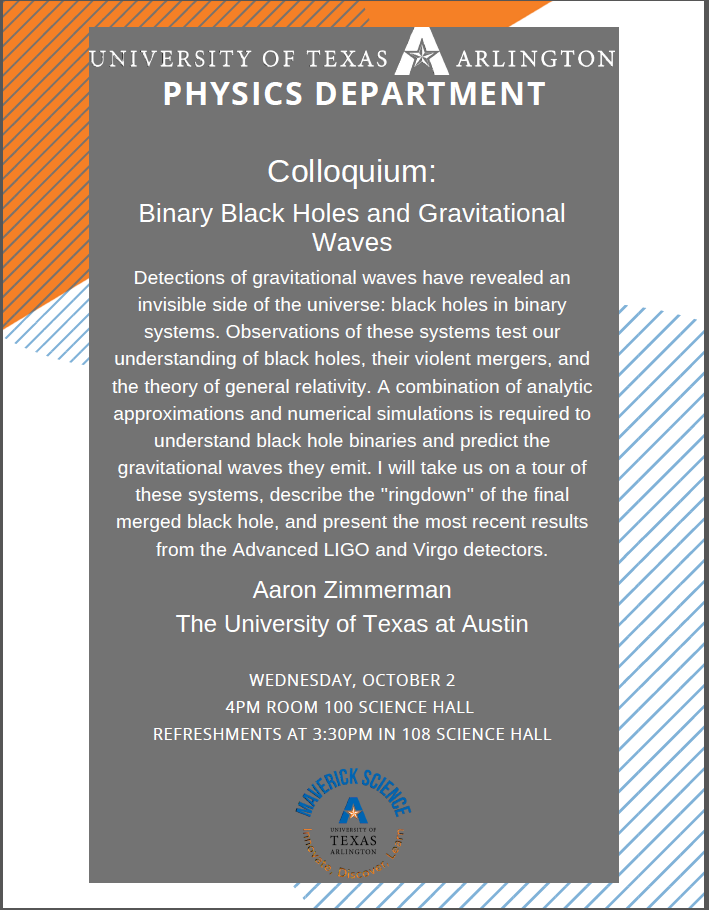 UNIVERSITY OF TEXAS A ARLINGTON
PHYSICS DEPARTMENT
Colloquium:
Binary Black Holes and Gravitational
Waves
Detections of gravitational waves have revealed an
invisible side of the universe: black holes in binary
systems. Observations of these systems test our
understanding of black holes, their violent mergers, and
the theory of general relativity. A combination of analytic
approximations and numerical simulations is required to
understand black hole binaries and predict the
gravitational waves they emit. I will take us on a tour of
these systems, describe the "ringdown" of the final
merged black hole, and present the most recent results
from the Advanced LIGO and Virgo detectors.
Aaron Zimmerman
The University of Texas at Austin
WEDNESDAY, OCTOBER 2
4PM ROOM 100 SCIENCE HALL
REFRESHMENTS AT 3:30PM IN 108 SCIENCE HALL
MAVERICK SCIENCE
A
UNIVERSITY OF
TEXAS
ARLINGTON
Discover